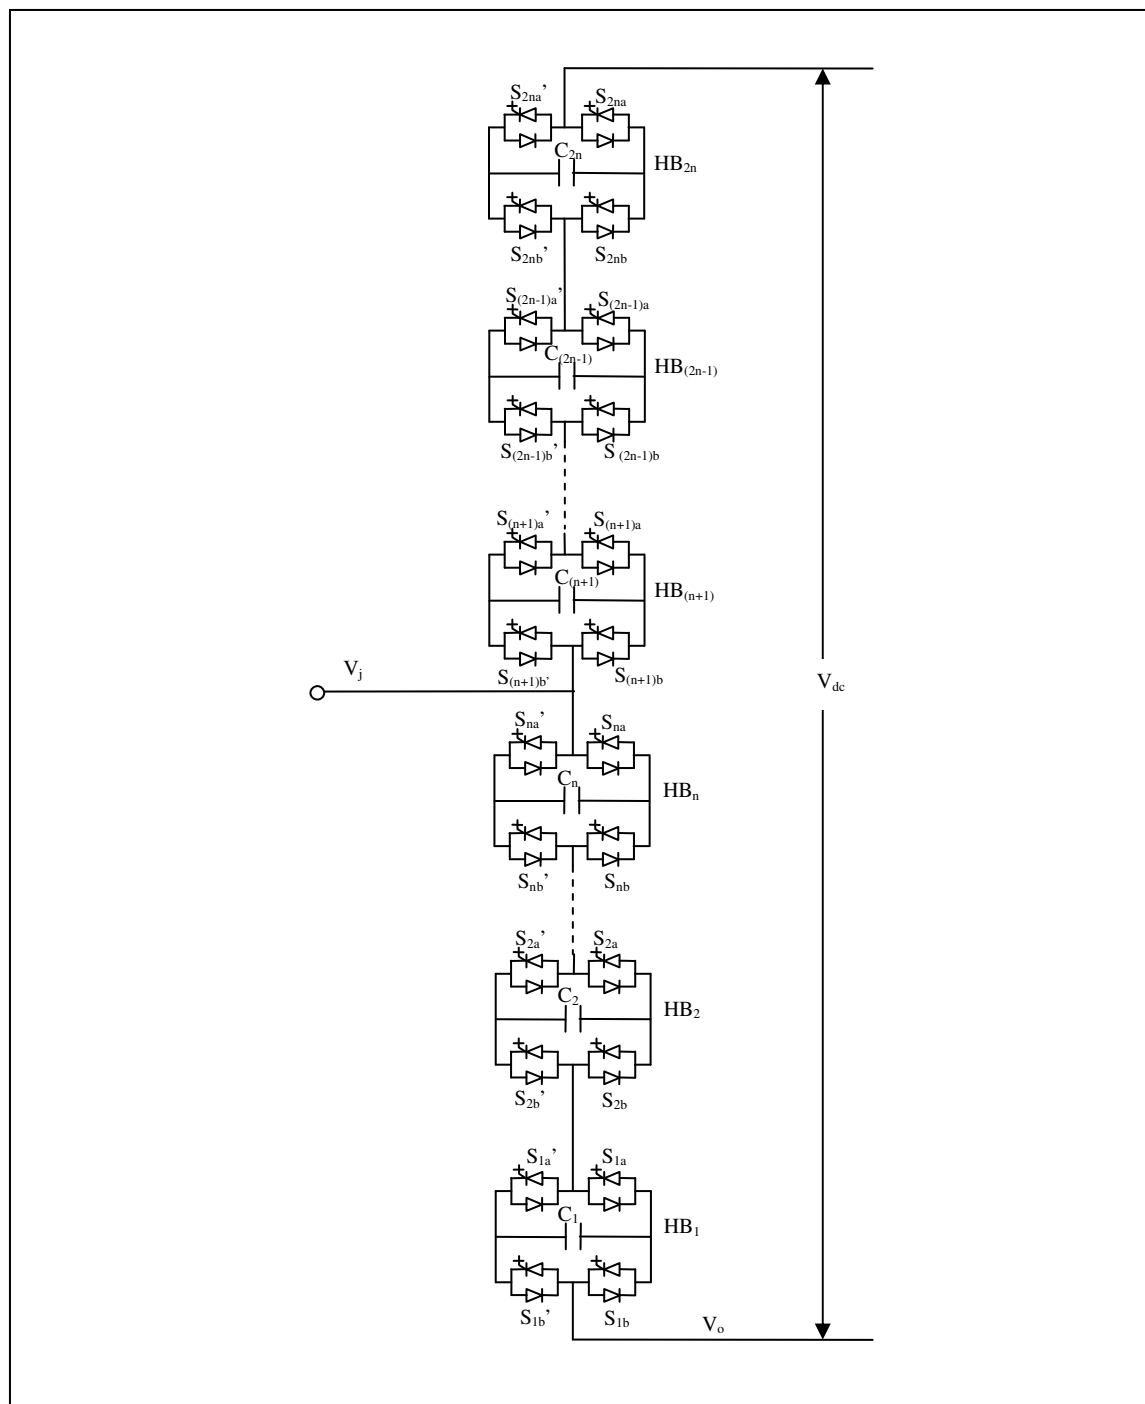 S2na’ S2na
C2n HB2n
S2nb’ S2nb
S(2n-1)a’ S(2n-1)a
C(2n-1) HB(2n-1)
S(2n-1)b’ S (2n-1)b
S(n+1)a’ S(n+1)a
C(n+1) HB(n+1)
S(n+1)b’ S(n+1)b
Vj Vdc
Sna’ Sna
Cn HBn
Snb’ Snb
S2a’ S2a
C2 HB2
S2b’ S2b
S1a’ S1a
C1 HB1
S1b’ S1b
Vo